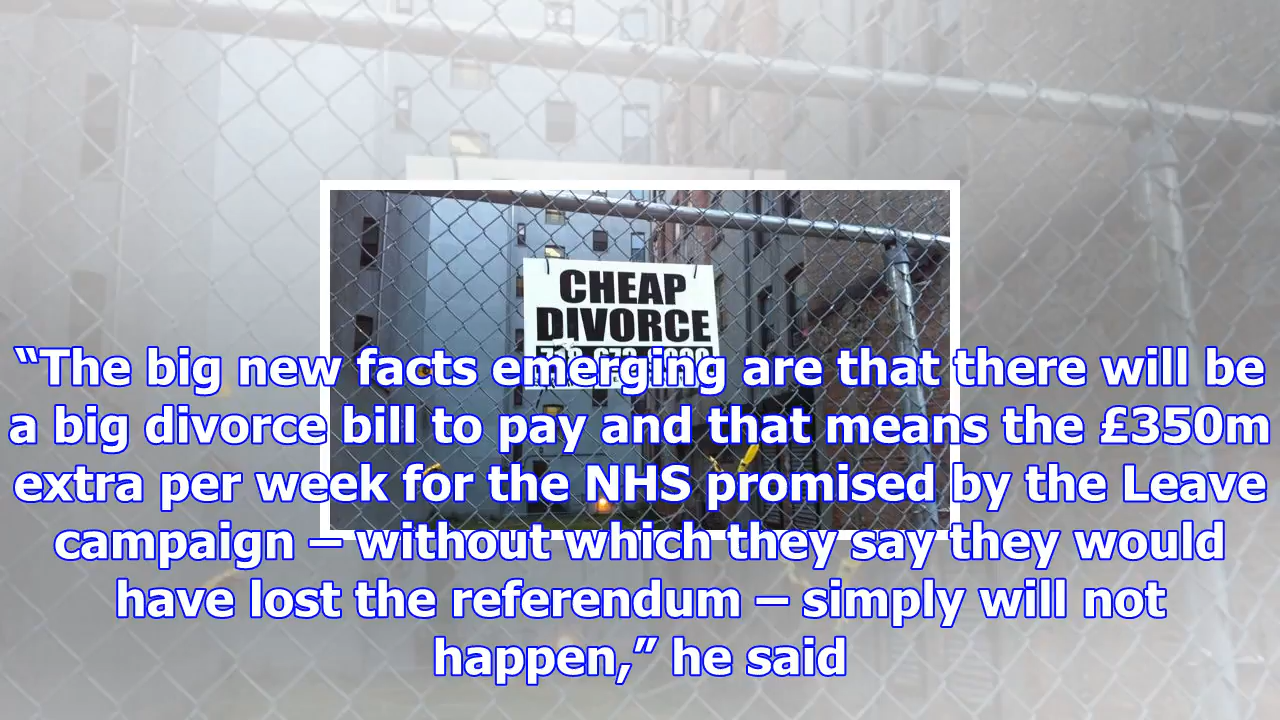 CHEAP
DIVORCE
“The big new facts emerging are that there will be
a big divorce bill to pay and that means the £350m
extra per week for the NHS promised by the Leave
campaign – without which they say they would
have lost the referendum – simply will not
happen,” he said